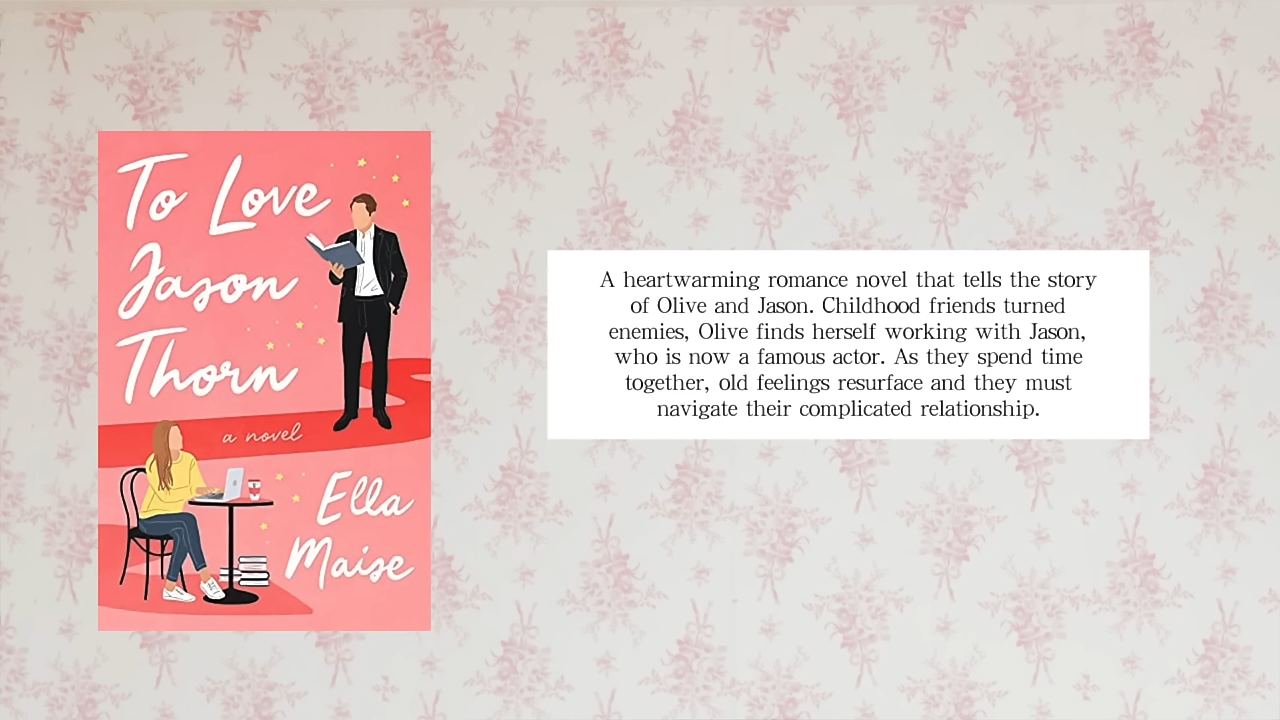 To Love
Jason
Thorn
a novel
Ella
Maise
A heartwarming romance novel that tells the story
of Olive and Jason. Childhood friends turned
enemies, Olive finds herself working with Jason,
who is now a famous actor. As they spend time
together, old feelings resurface and they must
navigate their complicated relationship.